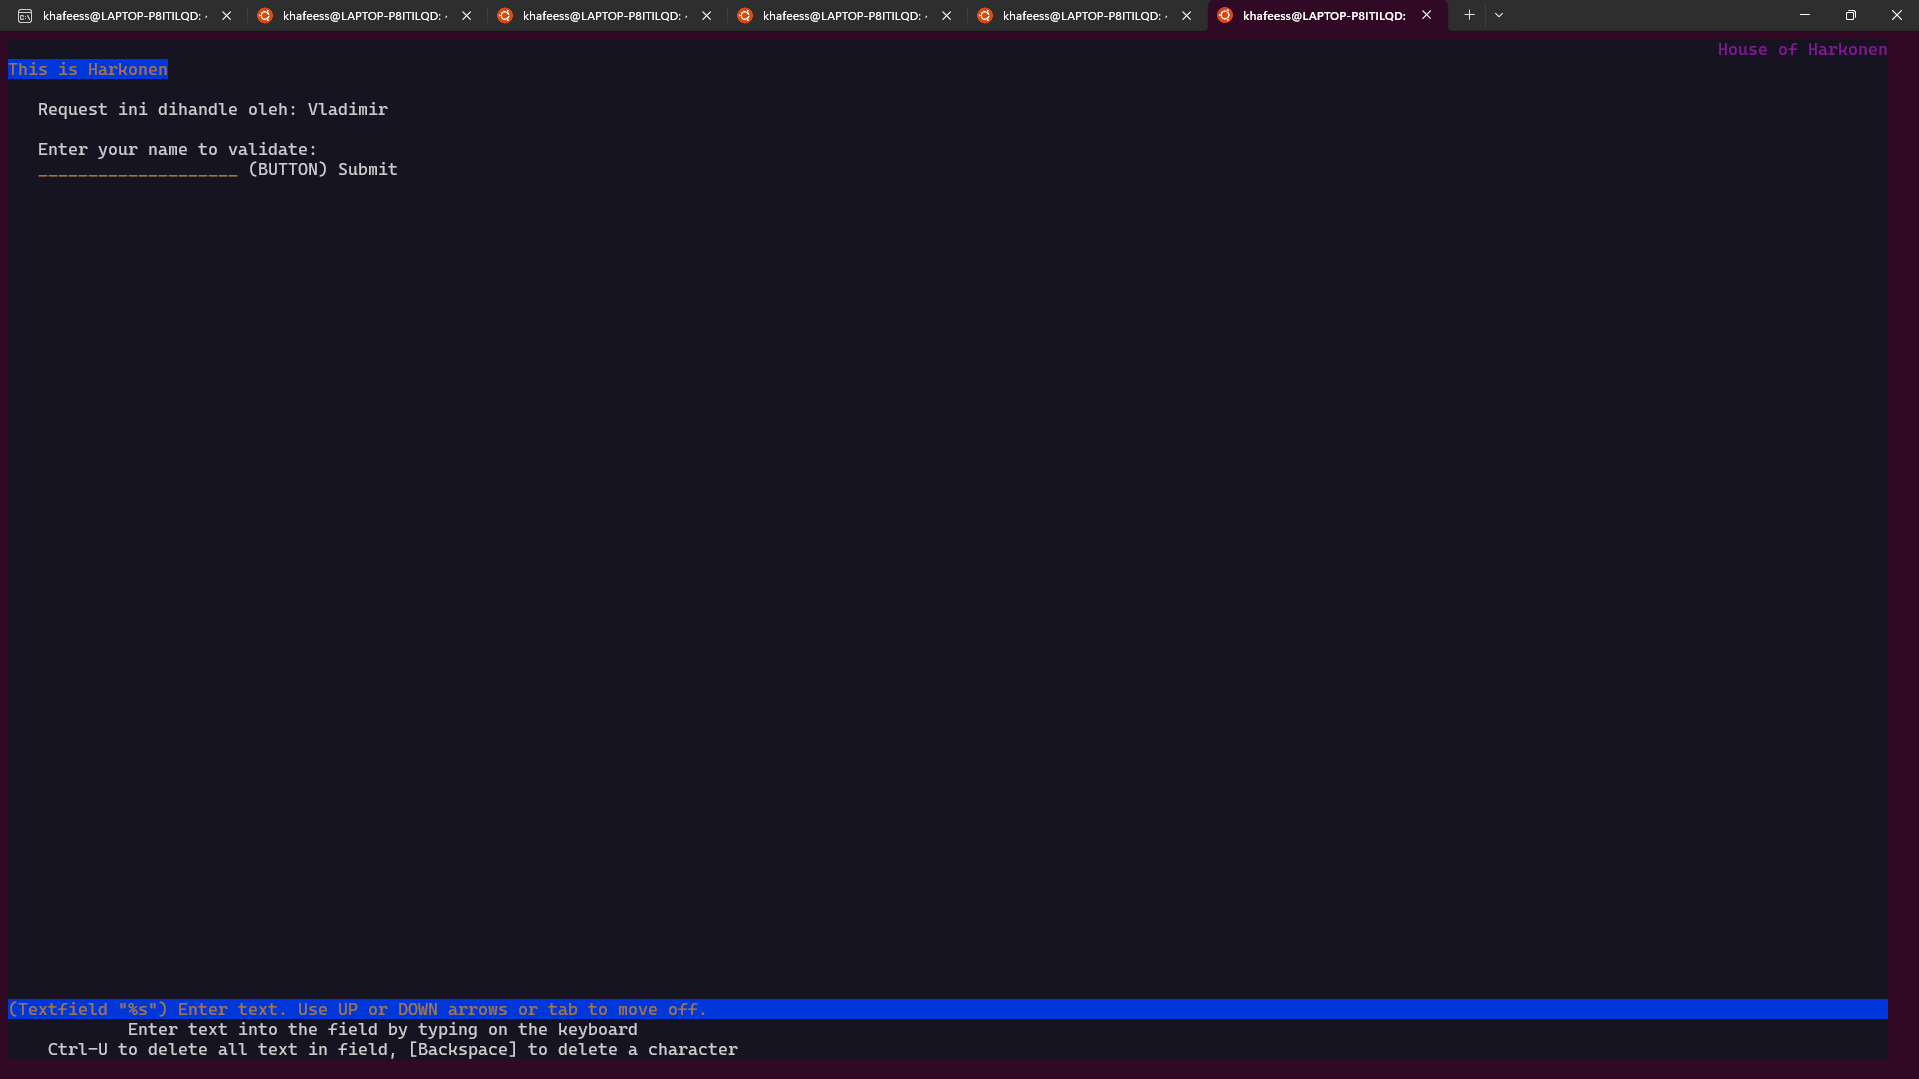 khafeess@LAPTOP-P8ITILQD: khafeess@LAPTOP-P8ITILQD: khafeess@LAPTOP-P8ITILQD: khafeess@LAPTOP-P8ITILQD: khafeess@LAPTOP-P8ITILQD: khafeess@LAPTOP-P8ITILQD:
House of Harkonen
This is Harkonen
Request ini dihandle oleh: Vladimir
Enter your name to validate:
____________________ (BUTTON) Submit
(Textfield "%s") Enter text. Use UP or DOWN arrows or tab to move off.
Enter text into the field by typing on the keyboard
Ctrl-U to delete all text in field, [Backspace] to delete a character